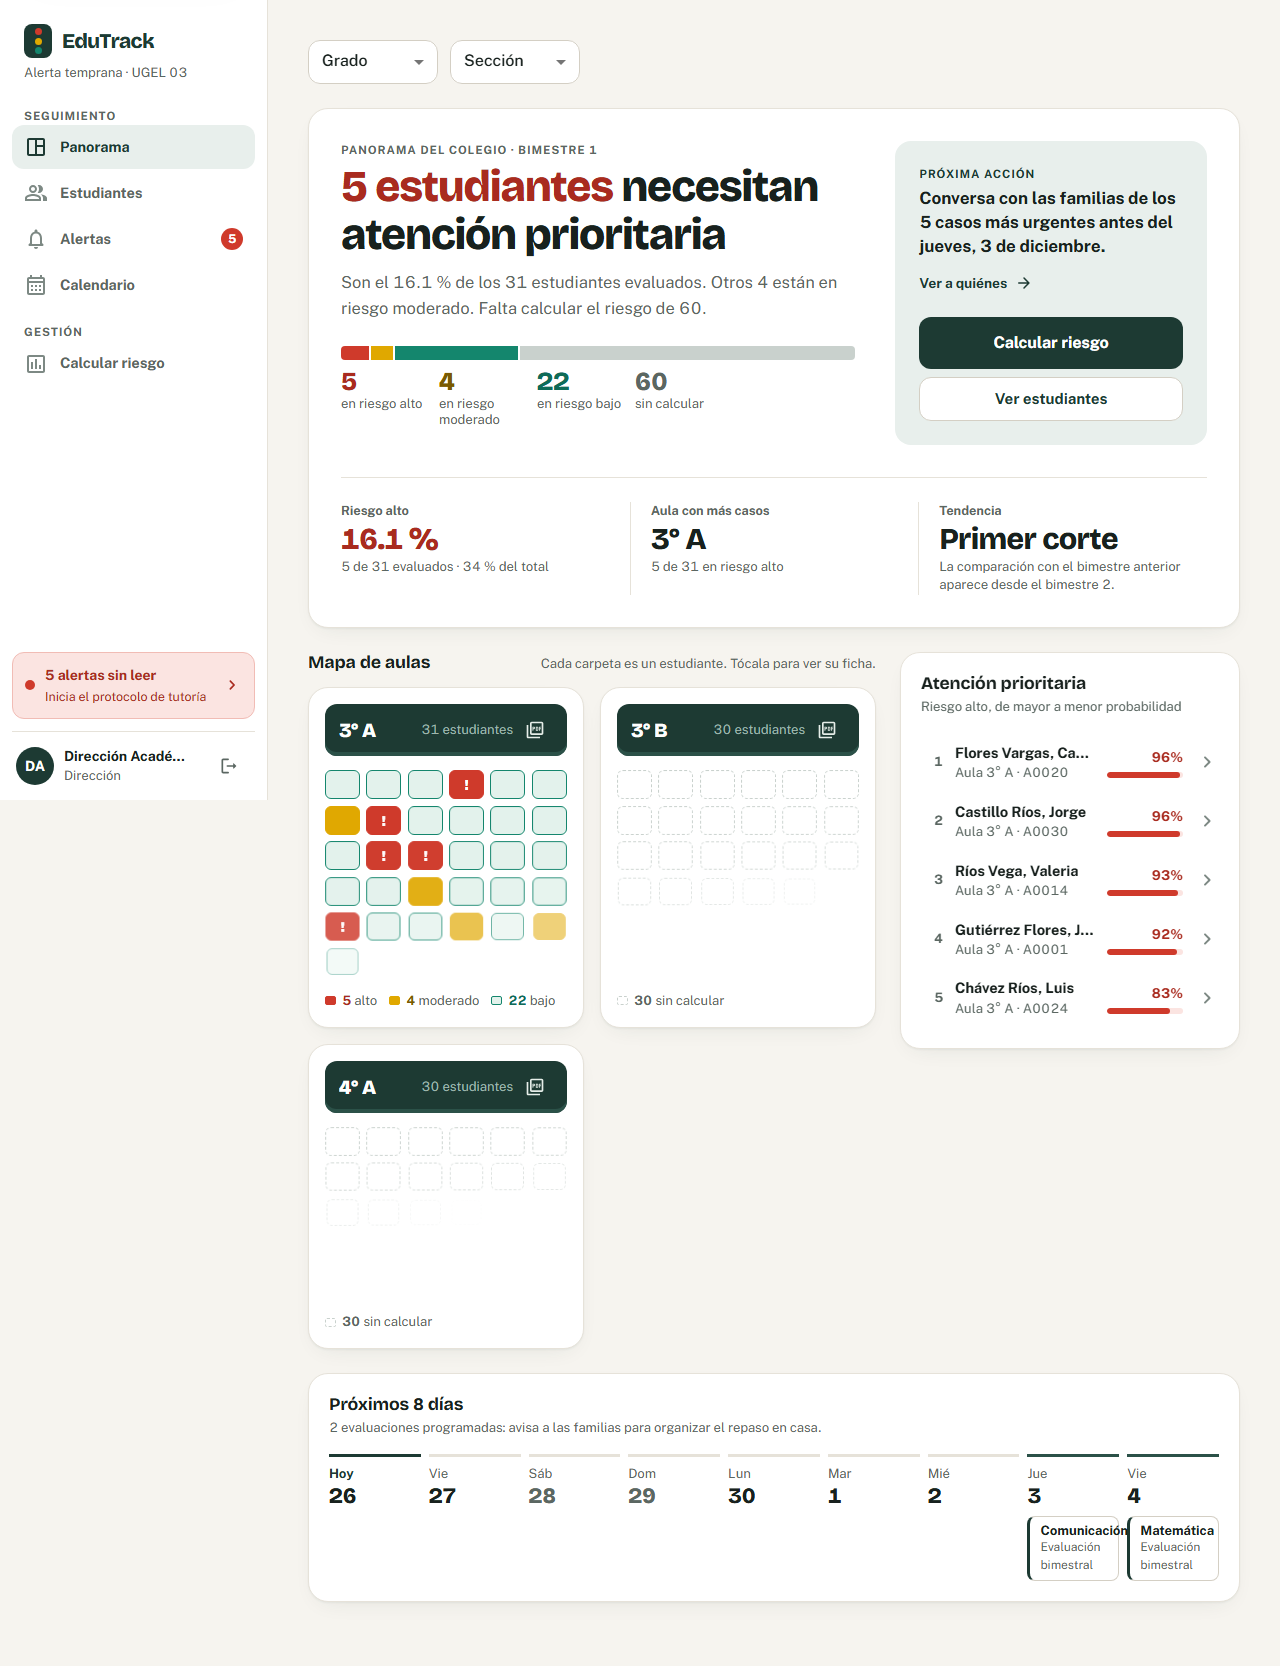 EduTrack
Alerta temprana · UGEL 03
SEGUIMIENTO
Panorama
Estudiantes
Alertas
5
Calendario
GESTIÓN
Calcular riesgo
5 alertas sin leer
Inicia el protocolo de tutoría
DA
Dirección Acadé...
Dirección
Grado
Sección
PANORAMA DEL COLEGIO · BIMESTRE 1
5 estudiantes necesitan
atención prioritaria
Son el 16.1 % de los 31 estudiantes evaluados. Otros 4 están en
riesgo moderado. Falta calcular el riesgo de 60.
5
en riesgo alto
4
en riesgo
moderado
22
en riesgo bajo
60
sin calcular
PRÓXIMA ACCIÓN
Conversa con las familias de los
5 casos más urgentes antes del
jueves, 3 de diciembre.
Ver a quiénes
Calcular riesgo
Ver estudiantes
Riesgo alto
16.1 %
5 de 31 evaluados · 34 % del total
Aula con más casos
3° A
5 de 31 en riesgo alto
Tendencia
Primer corte
La comparación con el bimestre anterior
aparece desde el bimestre 2.
Mapa de aulas
Cada carpeta es un estudiante. Tócala para ver su ficha.
3° A
31 estudiantes
PDF
!
!
! !
!
5 alto
4 moderado
22 bajo
3° B
30 estudiantes
PDF
30 sin calcular
4° A
30 estudiantes
PDF
30 sin calcular
Atención prioritaria
Riesgo alto, de mayor a menor probabilidad
1
Flores Vargas, Ca...
Aula 3° A · A0020
96%
2
Castillo Ríos, Jorge
Aula 3° A · A0030
96%
3
Ríos Vega, Valeria
Aula 3° A · A0014
93%
4
Gutiérrez Flores, J...
Aula 3° A · A0001
92%
5
Chávez Ríos, Luis
Aula 3° A · A0024
83%
Próximos 8 días
2 evaluaciones programadas: avisa a las familias para organizar el repaso en casa.
Hoy
26
Vie
27
Sáb
28
Dom
29
Lun
30
Mar
1
Mié
2
Jue
3
Comunicación
Evaluación
bimestral
Vie
4
Matemática
Evaluación
bimestral